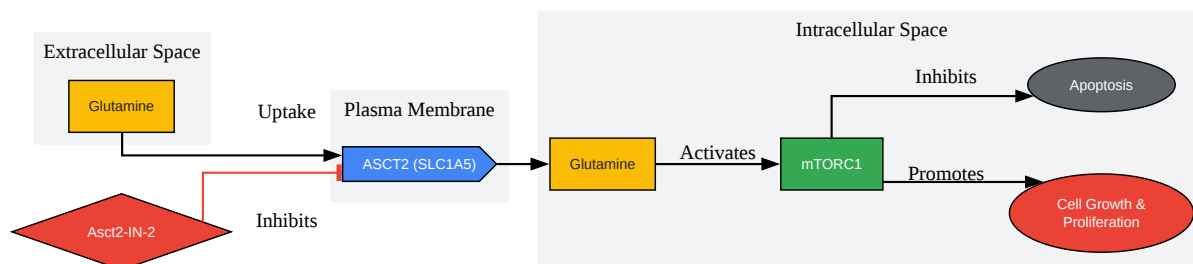 Extracellular Space
Glutamine
Uptake
Asct2-IN-2
Inhibits
Plasma Membrane
ASCT2 (SLC1A5)
Intracellular Space
Glutamine
Activates
mTORC1
Inhibits
Apoptosis
Promotes
Cell Growth &
Proliferation